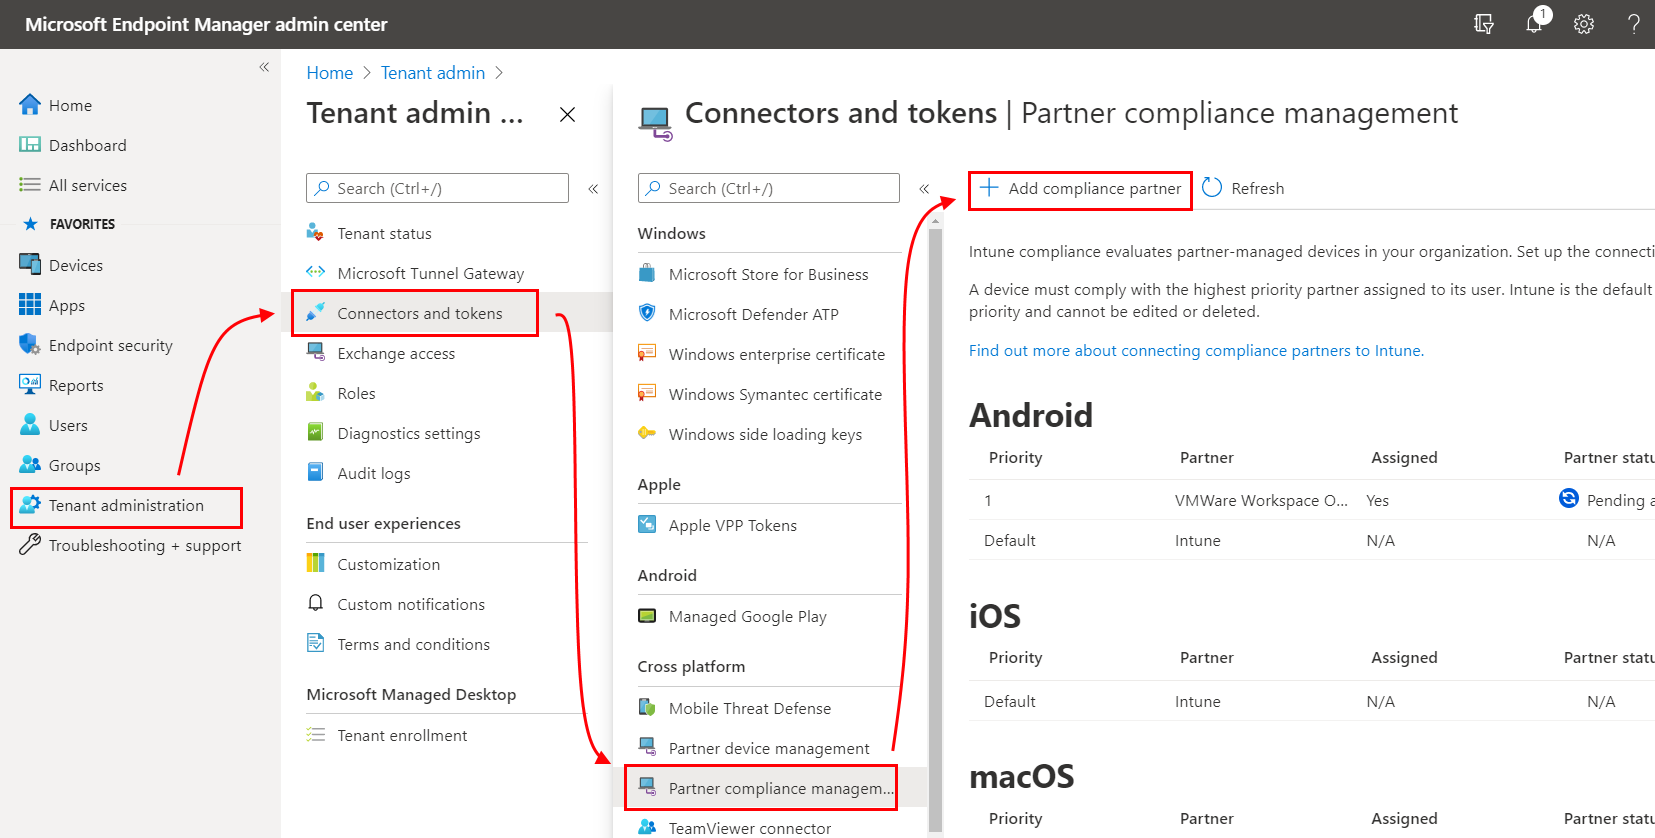 Microsoft Endpoint Manager admin center
1
Home
Dashboard
All services
FAVORITES
Devices
Apps
Endpoint security
Reports
Users
Groups
Tenant administration
Troubleshooting + support
Home > Tenant admin >
Tenant admin ...
Search (Ctrl+/)
Tenant status
Microsoft Tunnel Gateway
Connectors and tokens
Exchange access
Roles
Diagnostics settings
Audit logs
End user experiences
Customization
Custom notifications
Terms and conditions
Microsoft Managed Desktop
Tenant enrollment
Connectors and tokens | Partner compliance management
Search (Ctrl+/)
Windows
Microsoft Store for Business
Microsoft Defender ATP
Windows enterprise certificate
Windows Symantec certificate
Windows side loading keys
Apple
Apple VPP Tokens
Android
Managed Google Play
Cross platform
Mobile Threat Defense
Partner device management
Partner compliance managem...
TeamViewer connector
Add compliance partner Refresh
Intune compliance evaluates partner-managed devices in your organization. Set up the connecti
A device must comply with the highest priority partner assigned to its user. Intune is the default
priority and cannot be edited or deleted.
Find out more about connecting compliance partners to Intune.
Android
Priority Partner Assigned Partner statu
1 VMWare Workspace O... Yes Pending a
Default Intune N/A N/A
iOS
Priority Partner Assigned Partner statu
Default Intune N/A N/A
macOS
Priority Partner Assigned Partner statu